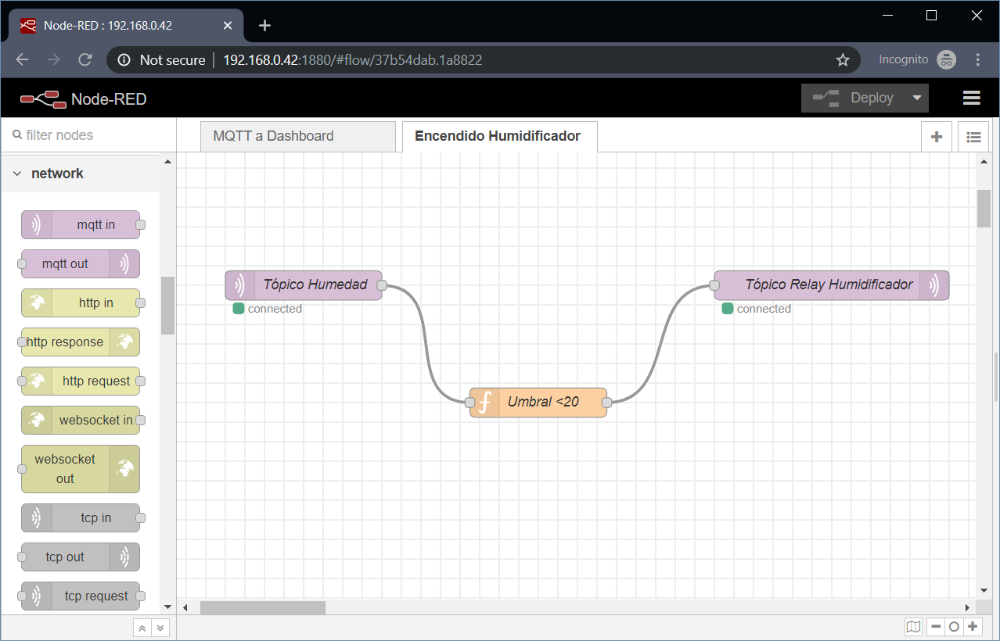 Node-RED : 192.168.0.42
Not secure | 192.168.0.42:1880/#flow/37b54dab.1a8822
Incognito
Node-RED
Deploy
filter nodes
MQTT a Dashboard
Encendido Humidificador
network
mqtt in
mqtt out
http in
http response
http request
websocket in
websocket
out
tcp in
tcp out
tcp request
Tópico Humedad
connected
Umbral <20
Tópico Relay Humidificador
connected